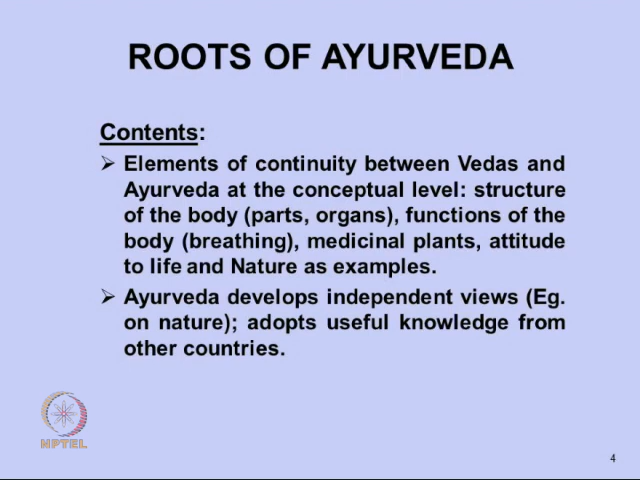 ROOTS OF AYURVEDA
Contents:
➢ Elements of continuity between Vedas and
Ayurveda at the conceptual level: structure
of the body (parts, organs), functions of the
body (breathing), medicinal plants, attitude
to life and Nature as examples.
➢ Ayurveda develops independent views (Eg.
on nature); adopts useful knowledge from
other countries.
NPTEL
4